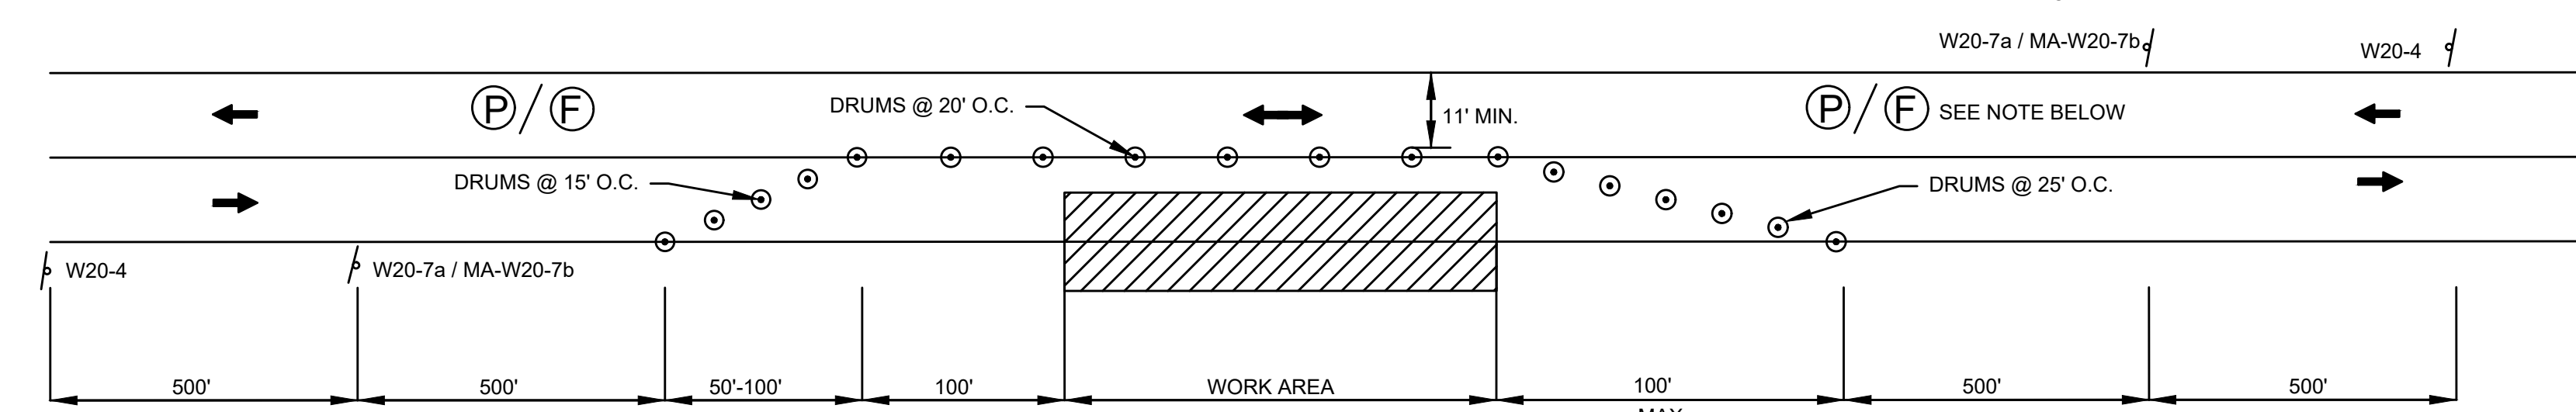 W20-7a / MA-W20-7b
W20-4
P / F
DRUMS @ 20' O.C.
11' MIN.
P / F SEE NOTE BELOW
DRUMS @ 15' O.C.
DRUMS @ 25' O.C.
W20-4
W20-7a / MA-W20-7b
500'
500'
50'-100'
100'
WORK AREA
100'
MAX
500'
500'